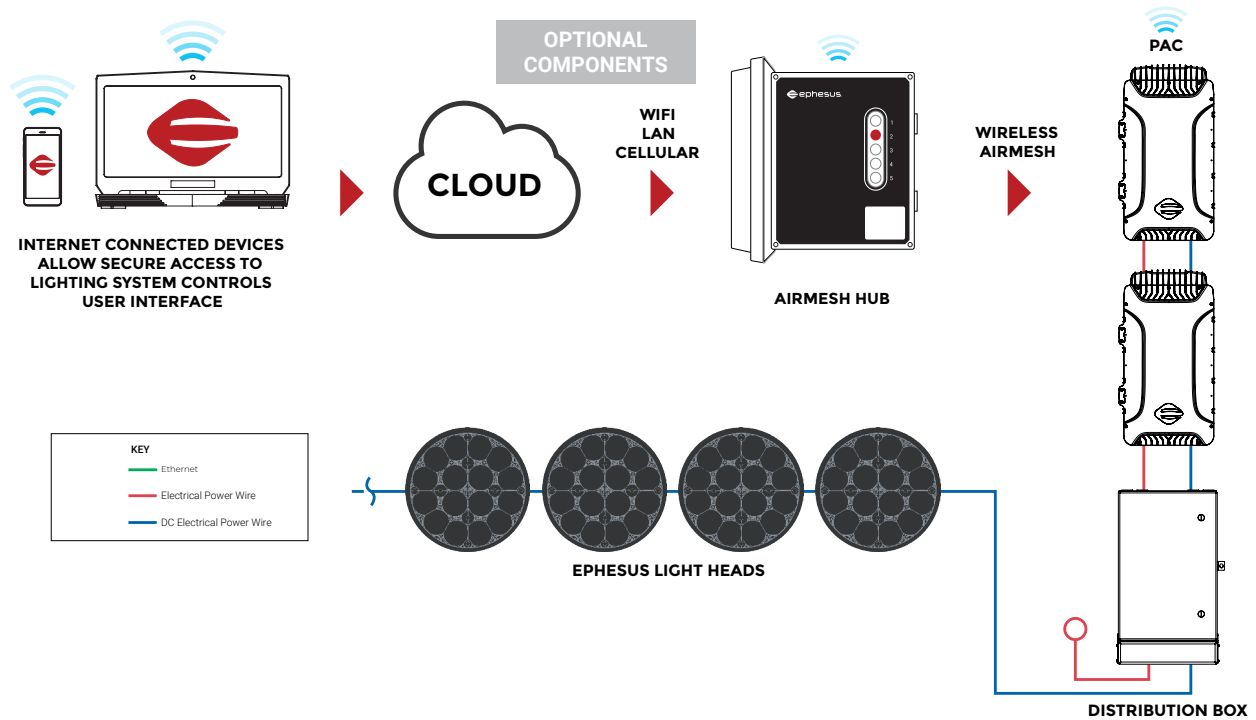 OPTIONAL
COMPONENTS
PAC
ephesus
1
2
3
4
5
WIFI
LAN
CELLULAR
WIRELESS
AIRMESH
CLOUD
INTERNET CONNECTED DEVICES
ALLOW SECURE ACCESS TO
LIGHTING SYSTEM CONTROLS
USER INTERFACE
AIRMESH HUB
KEY
Ethernet
Electrical Power Wire
DC Electrical Power Wire
EPHESUS LIGHT HEADS
DISTRIBUTION BOX